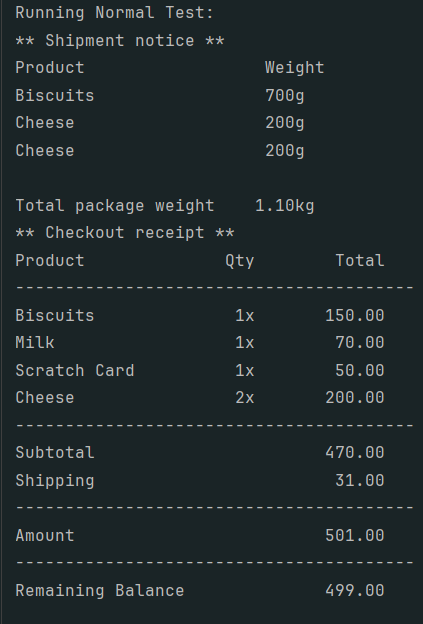 Running Normal Test:
** Shipment notice **
Product                  Weight
Biscuits                 700g
Cheese                   200g
Cheese                   200g

Total package weight    1.10kg
** Checkout receipt **
Product              Qty        Total
----------------------------------------
Biscuits              1x       150.00
Milk                  1x        70.00
Scratch Card          1x        50.00
Cheese                2x       200.00
----------------------------------------
Subtotal                       470.00
Shipping                        31.00
----------------------------------------
Amount                         501.00
----------------------------------------
Remaining Balance              499.00